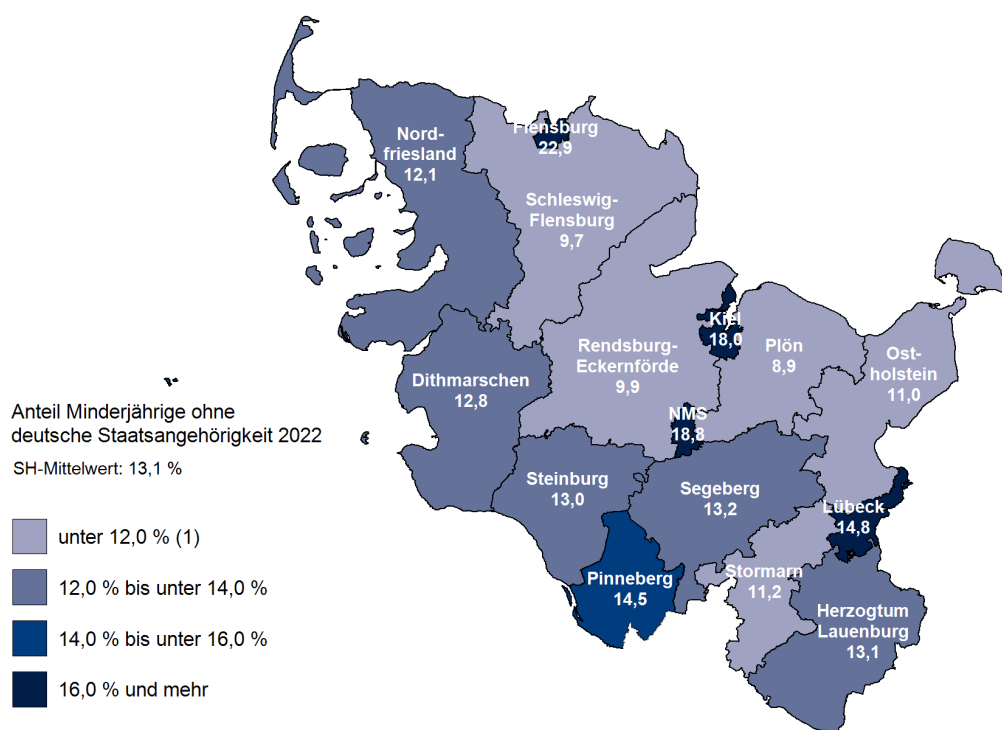 Flensburg
22,9
Nord-
friesland
12,1
Schleswig-
Flensburg
9,7
Kiel
18,0
Rendsburg-
Eckernförde
9,9
Plön
8,9
Ost-
holstein
11,0
Dithmarschen
12,8
NMS
18,8
Steinburg
13,0
Segeberg
13,2
Lübeck
14,8
Pinneberg
14,5
Stormarn
11,2
Herzogtum
Lauenburg
13,1
Anteil Minderjährige ohne
deutsche Staatsangehörigkeit 2022
SH-Mittelwert: 13,1 %
unter 12,0 % (1)
12,0 % bis unter 14,0 %
14,0 % bis unter 16,0 %
16,0 % und mehr